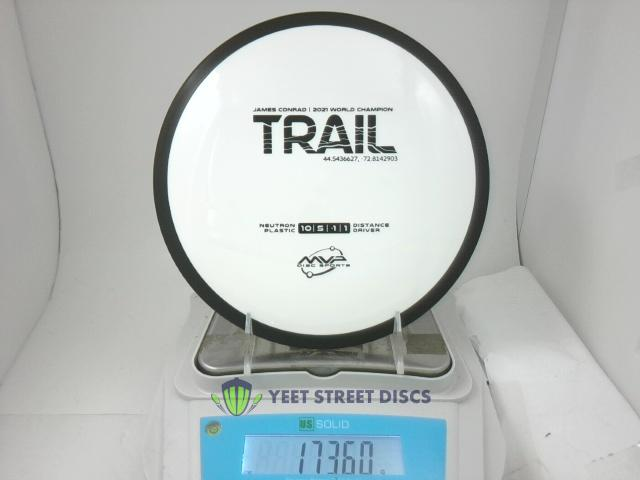 JAMES CONRAD | 2021 WORLD CHAMPION
TRAIL
44.5436627, -72.8142903
NEUTRON PLASTIC 10|5|-1|1 DISTANCE DRIVER
MVP
DISC SPORTS
YEET STREET DISCS
US SOLID
173.60 g